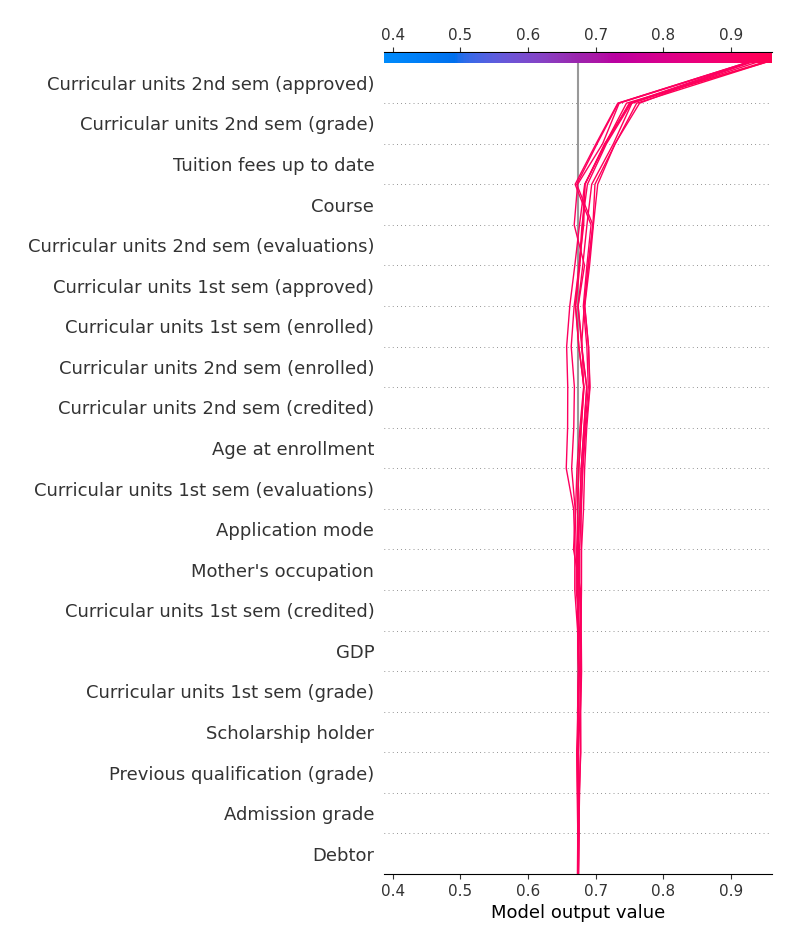 0.4 0.5 0.6 0.7 0.8 0.9
Curricular units 2nd sem (approved)
Curricular units 2nd sem (grade)
Tuition fees up to date
Course
Curricular units 2nd sem (evaluations)
Curricular units 1st sem (approved)
Curricular units 1st sem (enrolled)
Curricular units 2nd sem (enrolled)
Curricular units 2nd sem (credited)
Age at enrollment
Curricular units 1st sem (evaluations)
Application mode
Mother's occupation
Curricular units 1st sem (credited)
GDP
Curricular units 1st sem (grade)
Scholarship holder
Previous qualification (grade)
Admission grade
Debtor
0.4 0.5 0.6 0.7 0.8 0.9
Model output value